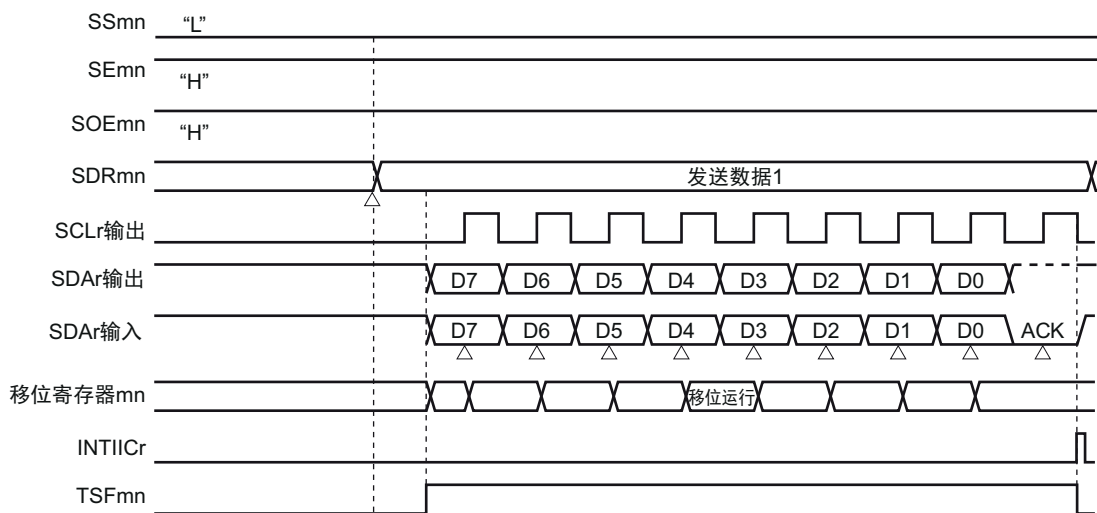 SSmn “L”
SEmn “H”
SOEmn “H”
SDRmn 发送数据1
SCLr输出
SDAr输出 D7 D6 D5 D4 D3 D2 D1 D0
SDAr输入 D7 D6 D5 D4 D3 D2 D1 D0 ACK
移位寄存器mn 移位运行
INTIICr
TSFmn